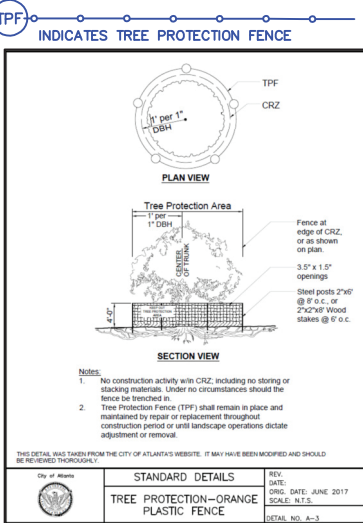 TPF
INDICATES TREE PROTECTION FENCE
TPF
CRZ
1' per 1"
DBH
PLAN VIEW
Tree Protection Area
1' per
1" DBH
CENTER
OF TRUNK
Fence at
edge of CRZ,
or as shown
on plan.
3.5" x 1.5"
openings
Steel posts 2"x6'
@ 8' o.c., or
2"x2"x8' Wood
stakes @ 6' o.c.
4'-0"
TREE PROTECTION
AREA
SECTION VIEW
Notes:
1. No construction activity w/in CRZ; including no storing or
stacking materials. Under no circumstances should the
fence be trenched in.
2. Tree Protection Fence (TPF) shall remain in place and
maintained by repair or replacement throughout
construction period or until landscape operations dictate
adjustment or removal.
THIS DETAIL WAS TAKEN FROM THE CITY OF ATLANTA'S WEBSITE. IT MAY HAVE BEEN MODIFIED AND SHOULD
BE REVIEWED THOROUGHLY.
City of Atlanta
STANDARD DETAILS
TREE PROTECTION-ORANGE
PLASTIC FENCE
REV.
DATE:
ORIG. DATE: JUNE 2017
SCALE: N.T.S.
DETAIL NO. A-3